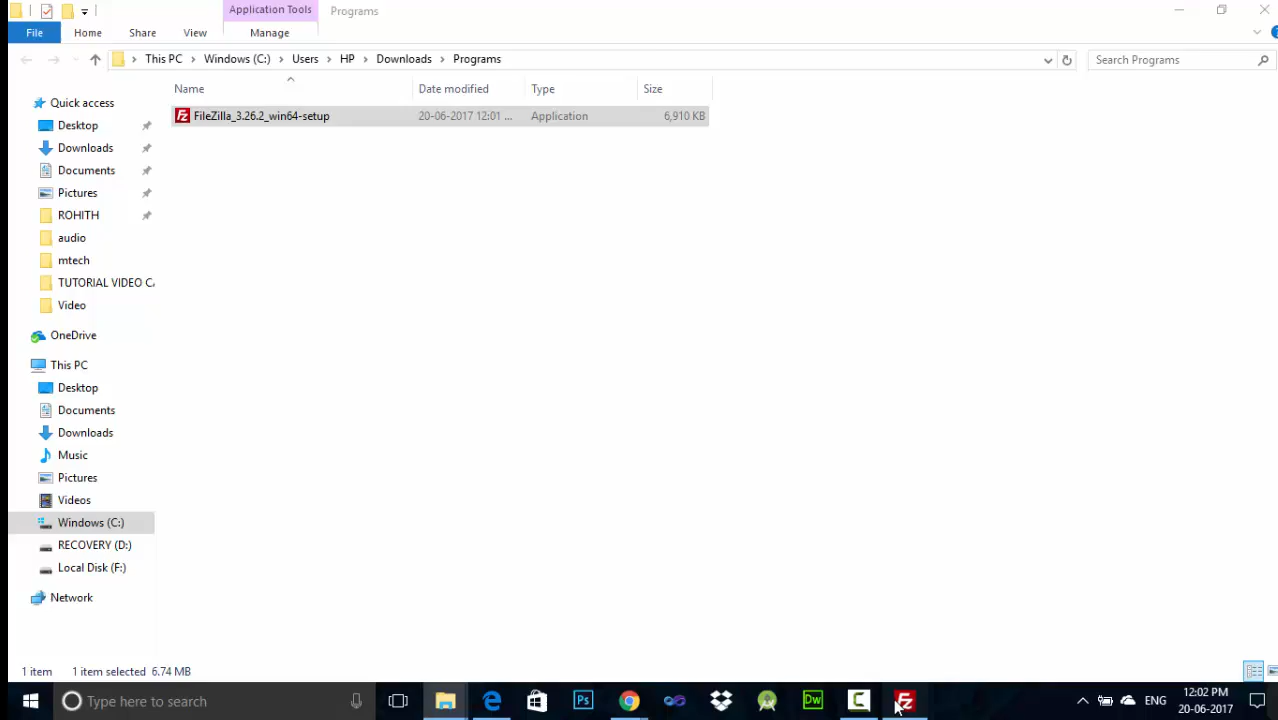 Application Tools Programs
File Home Share View Manage
This PC Windows (C:) Users HP Downloads Programs Search Programs
Name Date modified Type Size
FileZilla_3.26.2_win64-setup 20-06-2017 12:01 ... Application 6,910 KB
Quick access
Desktop
Downloads
Documents
Pictures
ROHITH
audio
mtech
TUTORIAL VIDEO CA
Video
OneDrive
This PC
Desktop
Documents
Downloads
Music
Pictures
Videos
Windows (C:)
RECOVERY (D:)
Local Disk (F:)
Network
1 item 1 item selected 6.74 MB
Type here to search Ps Dw C Fz ENG 12:02 PM
20-06-2017